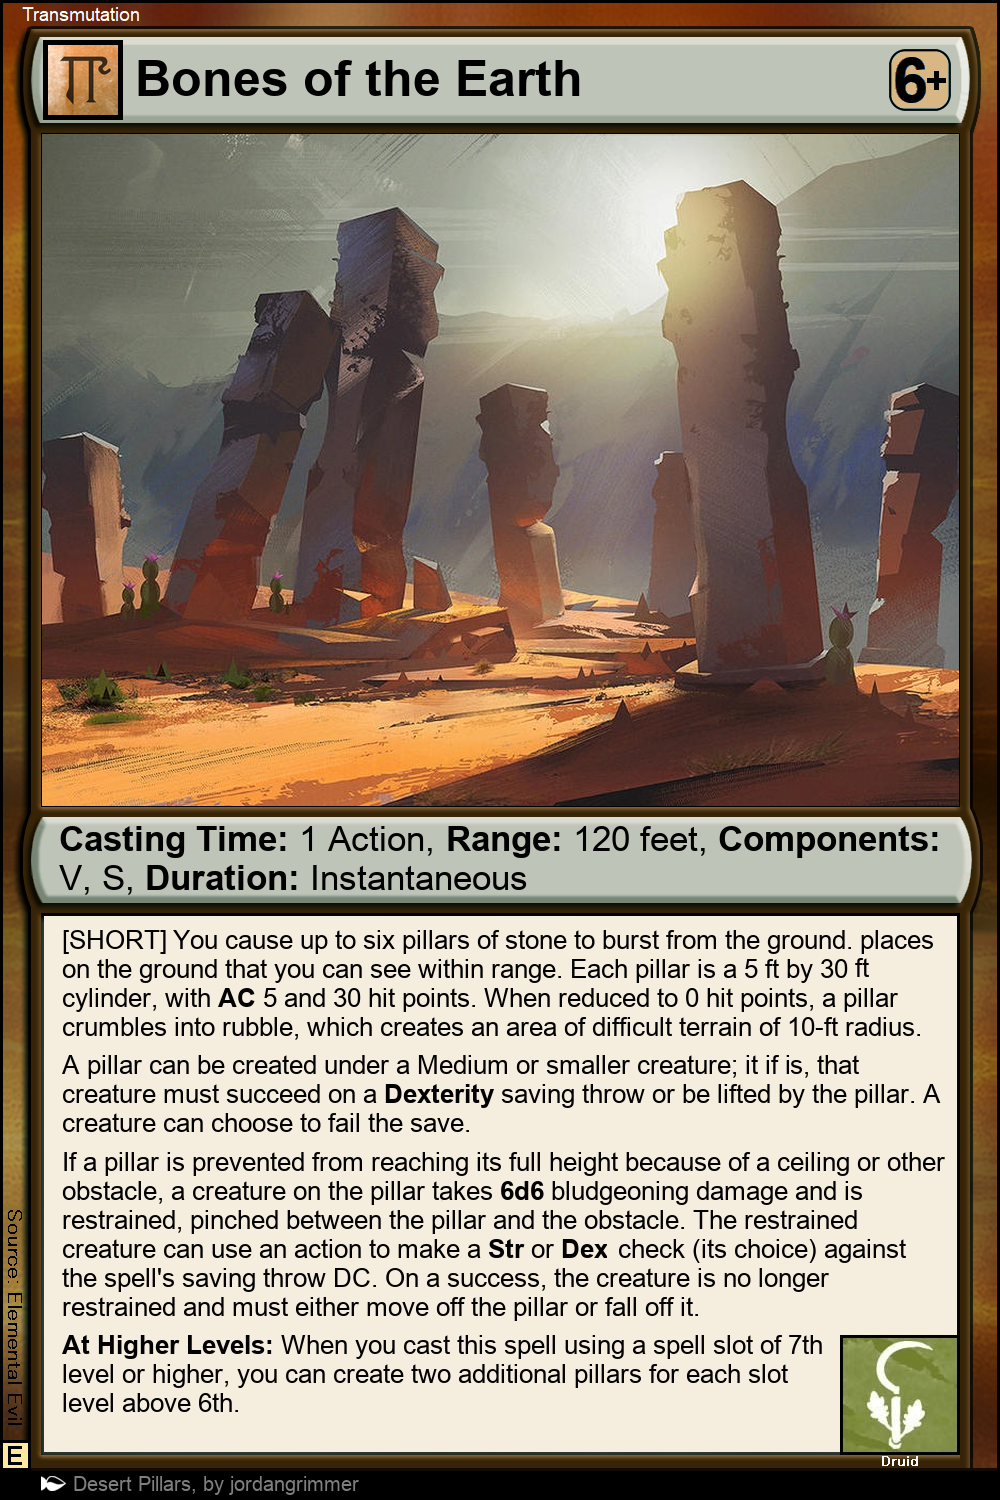 Transmutation
Bones of the Earth
6+
Casting Time: 1 Action, Range: 120 feet, Components:
V, S, Duration: Instantaneous
[SHORT] You cause up to six pillars of stone to burst from the ground. places
on the ground that you can see within range. Each pillar is a 5 ft by 30 ft
cylinder, with AC 5 and 30 hit points. When reduced to 0 hit points, a pillar
crumbles into rubble, which creates an area of difficult terrain of 10-ft radius.
A pillar can be created under a Medium or smaller creature; it if is, that
creature must succeed on a Dexterity saving throw or be lifted by the pillar. A
creature can choose to fail the save.
If a pillar is prevented from reaching its full height because of a ceiling or other
obstacle, a creature on the pillar takes 6d6 bludgeoning damage and is
restrained, pinched between the pillar and the obstacle. The restrained
creature can use an action to make a Str or Dex check (its choice) against
the spell's saving throw DC. On a success, the creature is no longer
restrained and must either move off the pillar or fall off it.
At Higher Levels: When you cast this spell using a spell slot of 7th
level or higher, you can create two additional pillars for each slot
level above 6th.
Druid
Source: Elemental Evil
E
Desert Pillars, by jordangrimmer